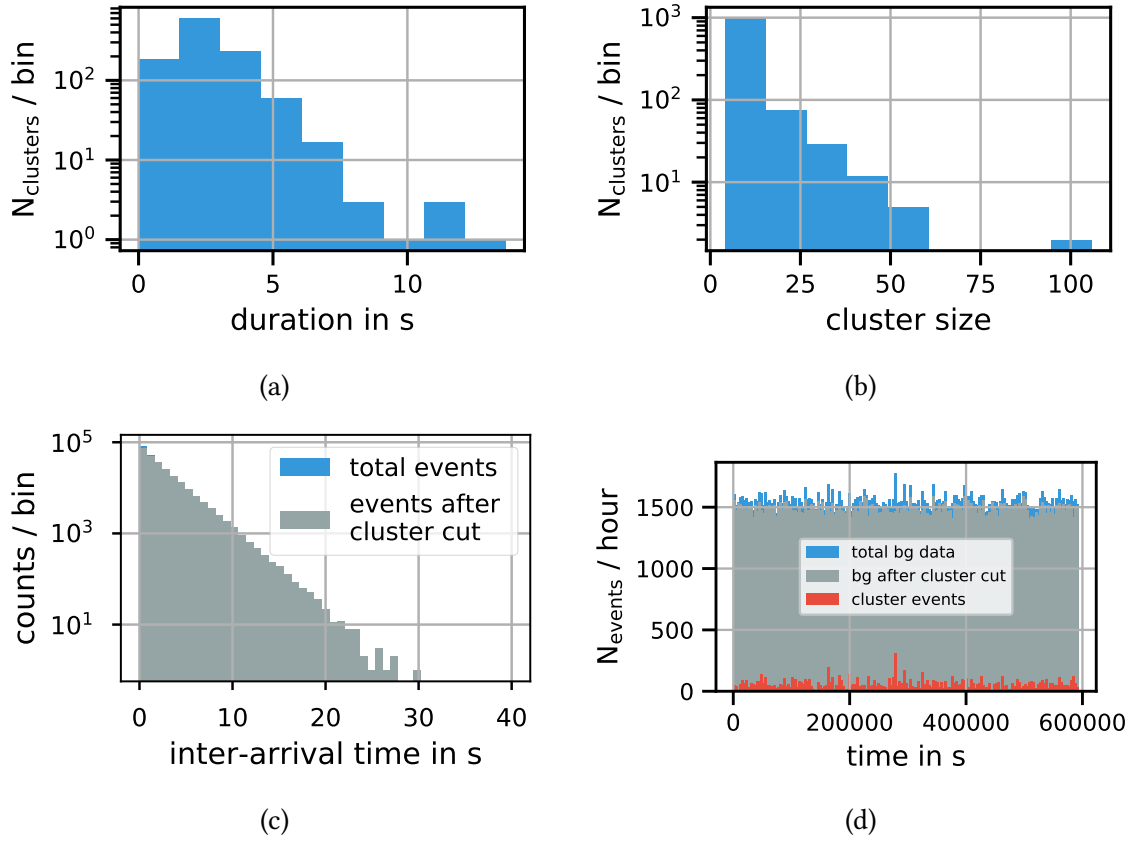 N_clusters / bin
10^2
10^1
10^0
0 5 10
duration in s
(a)
N_clusters / bin
10^3
10^2
10^1
0 25 50 75 100
cluster size
(b)
counts / bin
10^5
10^3
10^1
total events
events after
cluster cut
0 10 20 30 40
inter-arrival time in s
(c)
N_events / hour
1500
1000
500
0
total bg data
bg after cluster cut
cluster events
0 200000 400000 600000
time in s
(d)